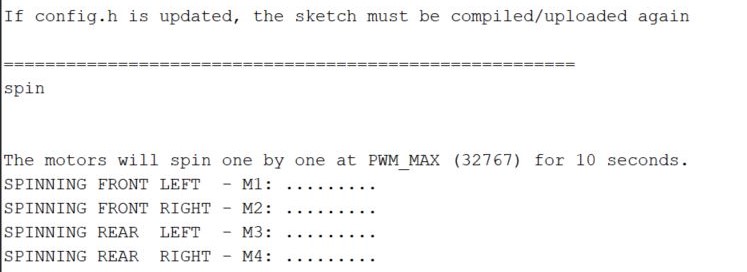 If config.h is updated, the sketch must be compiled/uploaded again
=======================================================
spin
The motors will spin one by one at PWM_MAX (32767) for 10 seconds.
SPINNING FRONT LEFT  - M1: .........
SPINNING FRONT RIGHT - M2: .........
SPINNING REAR  LEFT  - M3: .........
SPINNING REAR  RIGHT - M4: .........